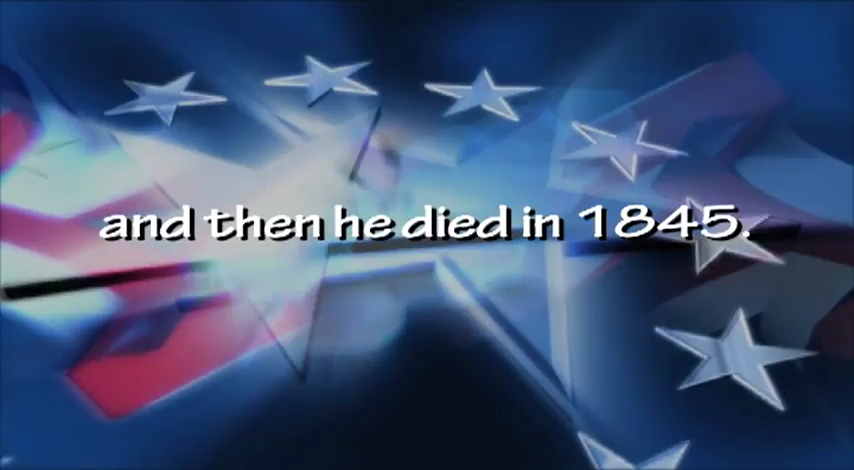 and then he died in 1845.